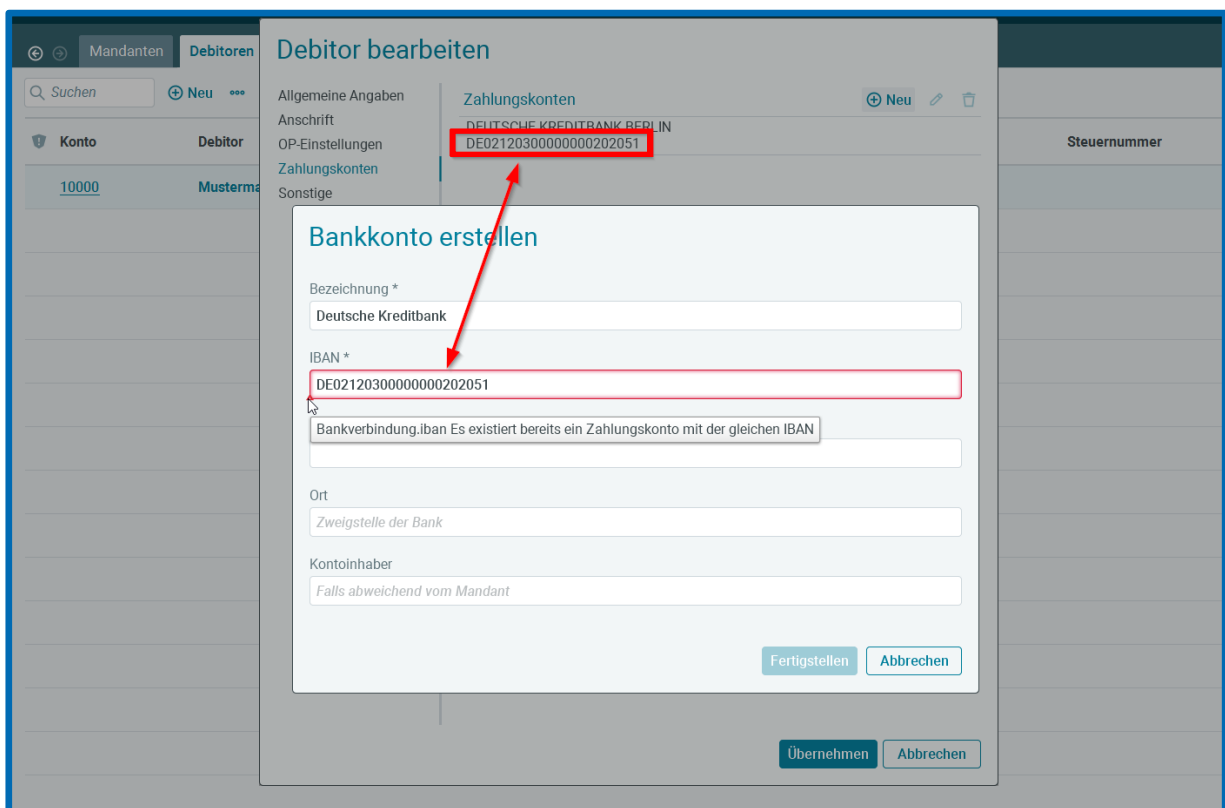 Mandanten
Debitoren
Suchen
Neu
Konto
Debitor
Steuernummer
10000
Musterma
Debitor bearbeiten
Allgemeine Angaben
Anschrift
OP-Einstellungen
Zahlungskonten
Sonstige
Zahlungskonten
Neu
DEUTSCHE KREDITBANK BERLIN
DE02120300000000202051
Bankkonto erstellen
Bezeichnung *
Deutsche Kreditbank
IBAN *
DE02120300000000202051
Bankverbindung.iban Es existiert bereits ein Zahlungskonto mit der gleichen IBAN
Ort
Zweigstelle der Bank
Kontoinhaber
Falls abweichend vom Mandant
Fertigstellen
Abbrechen
Übernehmen
Abbrechen